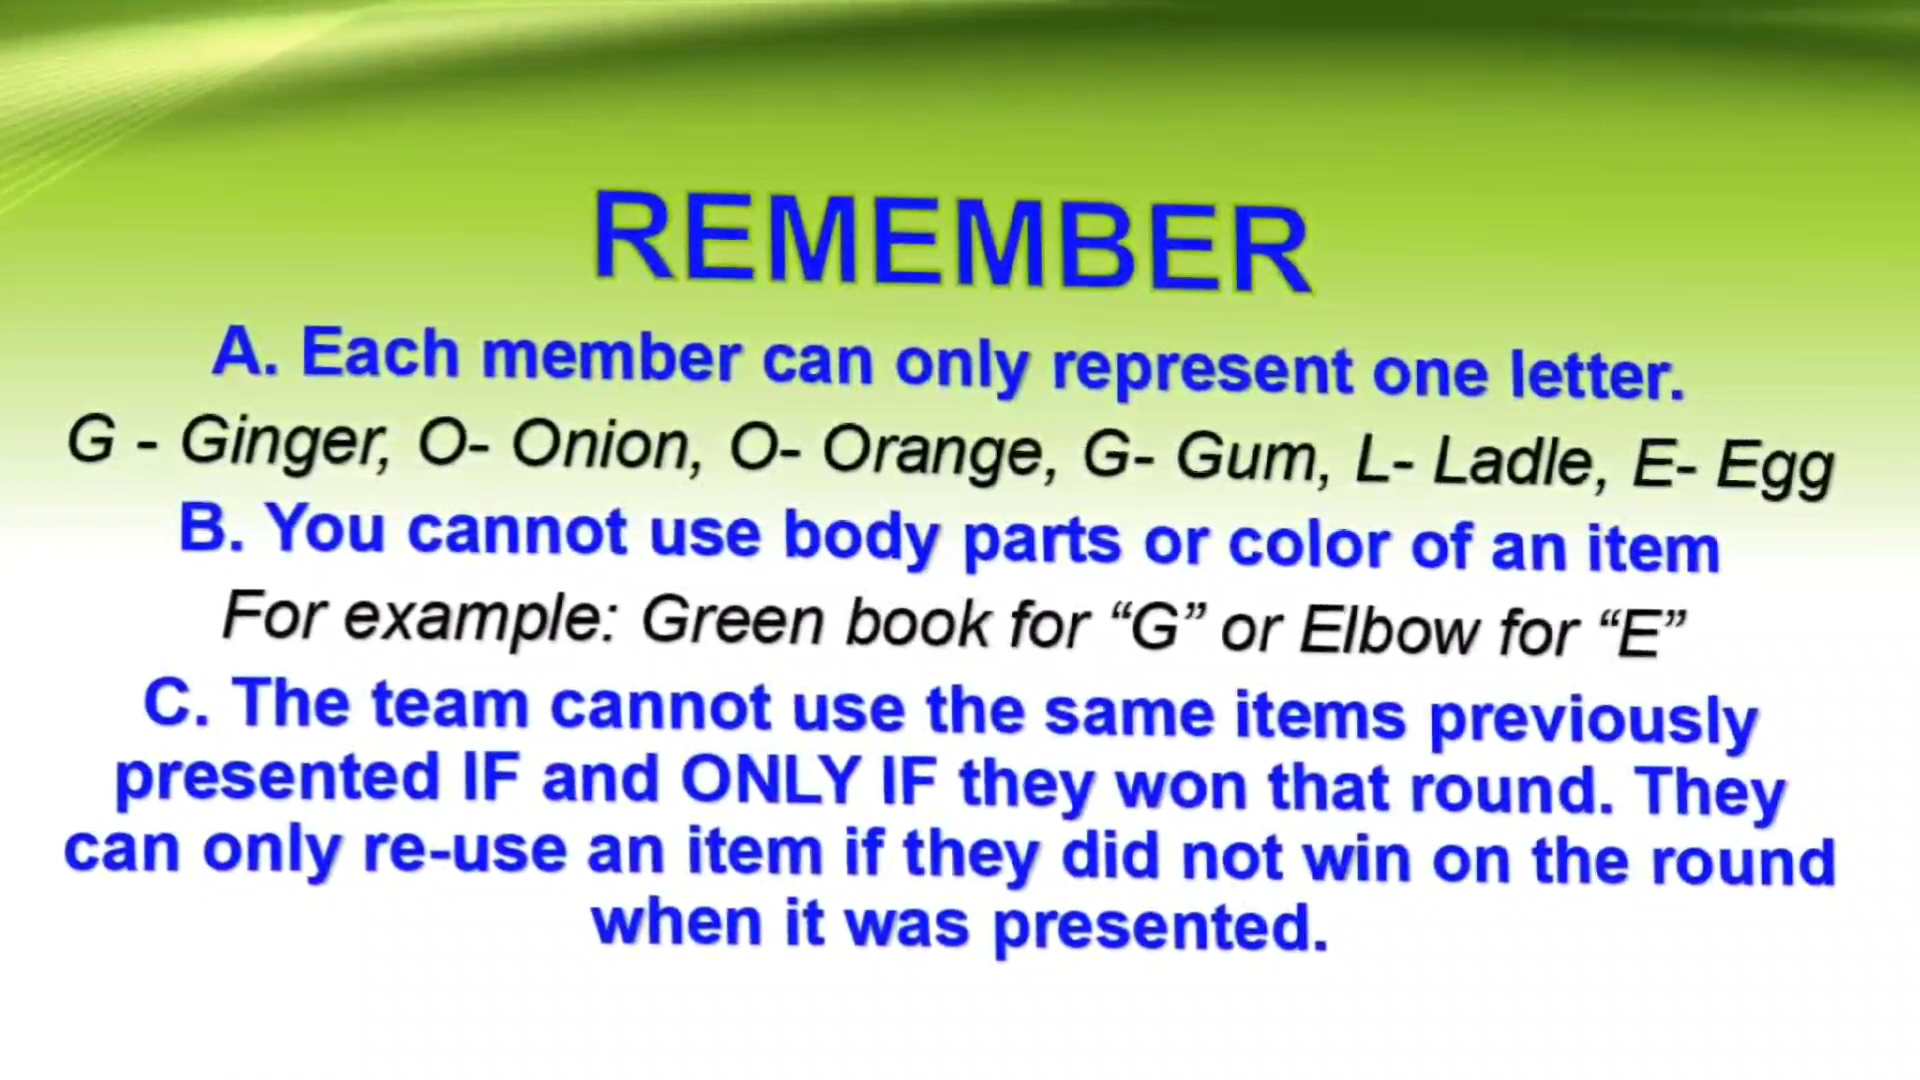 REMEMBER
A. Each member can only represent one letter.
G - Ginger, O- Onion, O- Orange, G- Gum, L- Ladle, E- Egg
B. You cannot use body parts or color of an item
For example: Green book for “G” or Elbow for “E”
C. The team cannot use the same items previously
presented IF and ONLY IF they won that round. They
can only re-use an item if they did not win on the round
when it was presented.